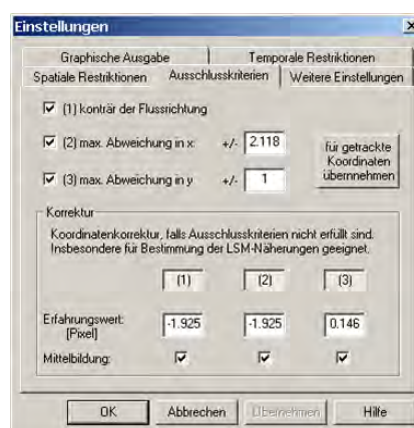 Einstellungen
Graphische Ausgabe Temporale Restriktionen
Spatiale Restriktionen Ausschlusskriterien Weitere Einstellungen
(1) konträr der Flussrichtung
(2) max. Abweichung in x +/- 2.118
für getrackte
Koordinaten
übernnehmen
(3) max. Abweichung in y +/- 1
Korrektur
Koordinatenkorrektur, falls Ausschlusskriterien nicht erfüllt sind.
Insbesondere für Bestimmung der LSM-Näherungen geeignet.
(1) (2) (3)
Erfahrungswert: -1.925 -1.925 0.146
[Pixel]
Mittelbildung:
OK Abbrechen Übernehmen Hilfe